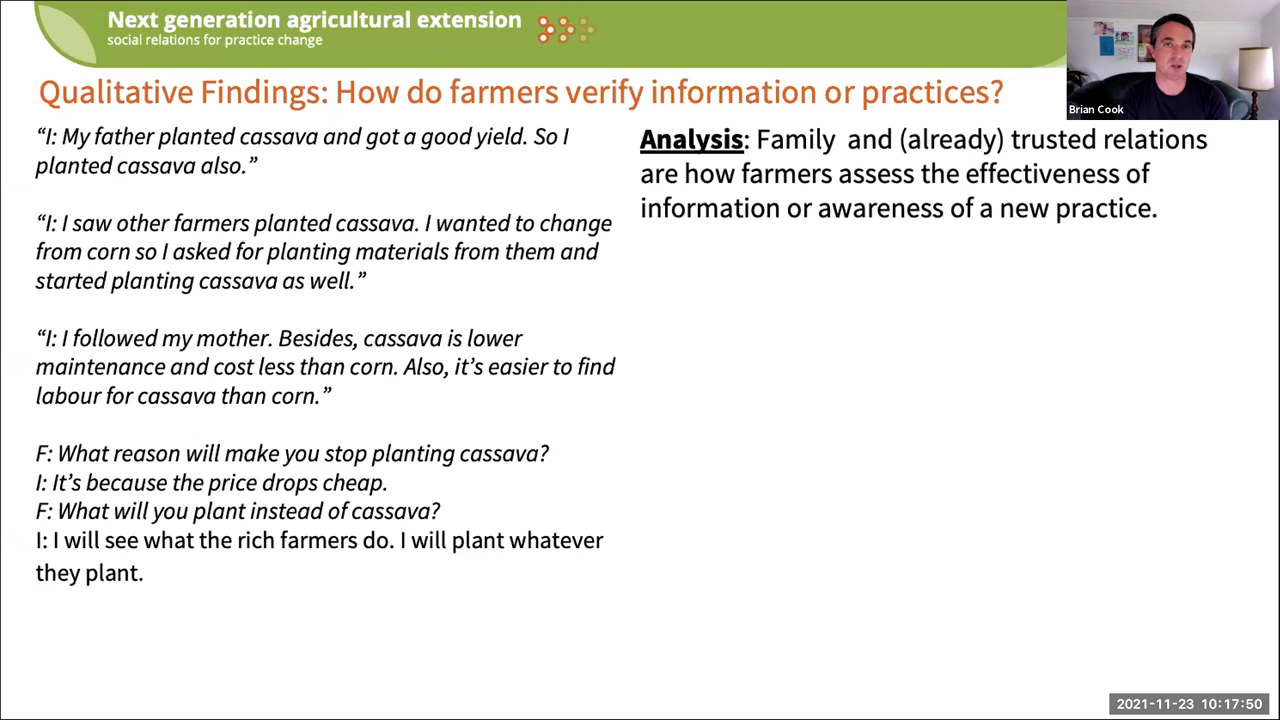 Next generation agricultural extension
social relations for practice change
Brian Cook
Qualitative Findings: How do farmers verify information or practices?
“I: My father planted cassava and got a good yield. So I
planted cassava also.”
“I: I saw other farmers planted cassava. I wanted to change
from corn so I asked for planting materials from them and
started planting cassava as well.”
“I: I followed my mother. Besides, cassava is lower
maintenance and cost less than corn. Also, it’s easier to find
labour for cassava than corn.”
F: What reason will make you stop planting cassava?
I: It’s because the price drops cheap.
F: What will you plant instead of cassava?
I: I will see what the rich farmers do. I will plant whatever
they plant.
Analysis: Family and (already) trusted relations
are how farmers assess the effectiveness of
information or awareness of a new practice.
2021-11-23 10:17:50